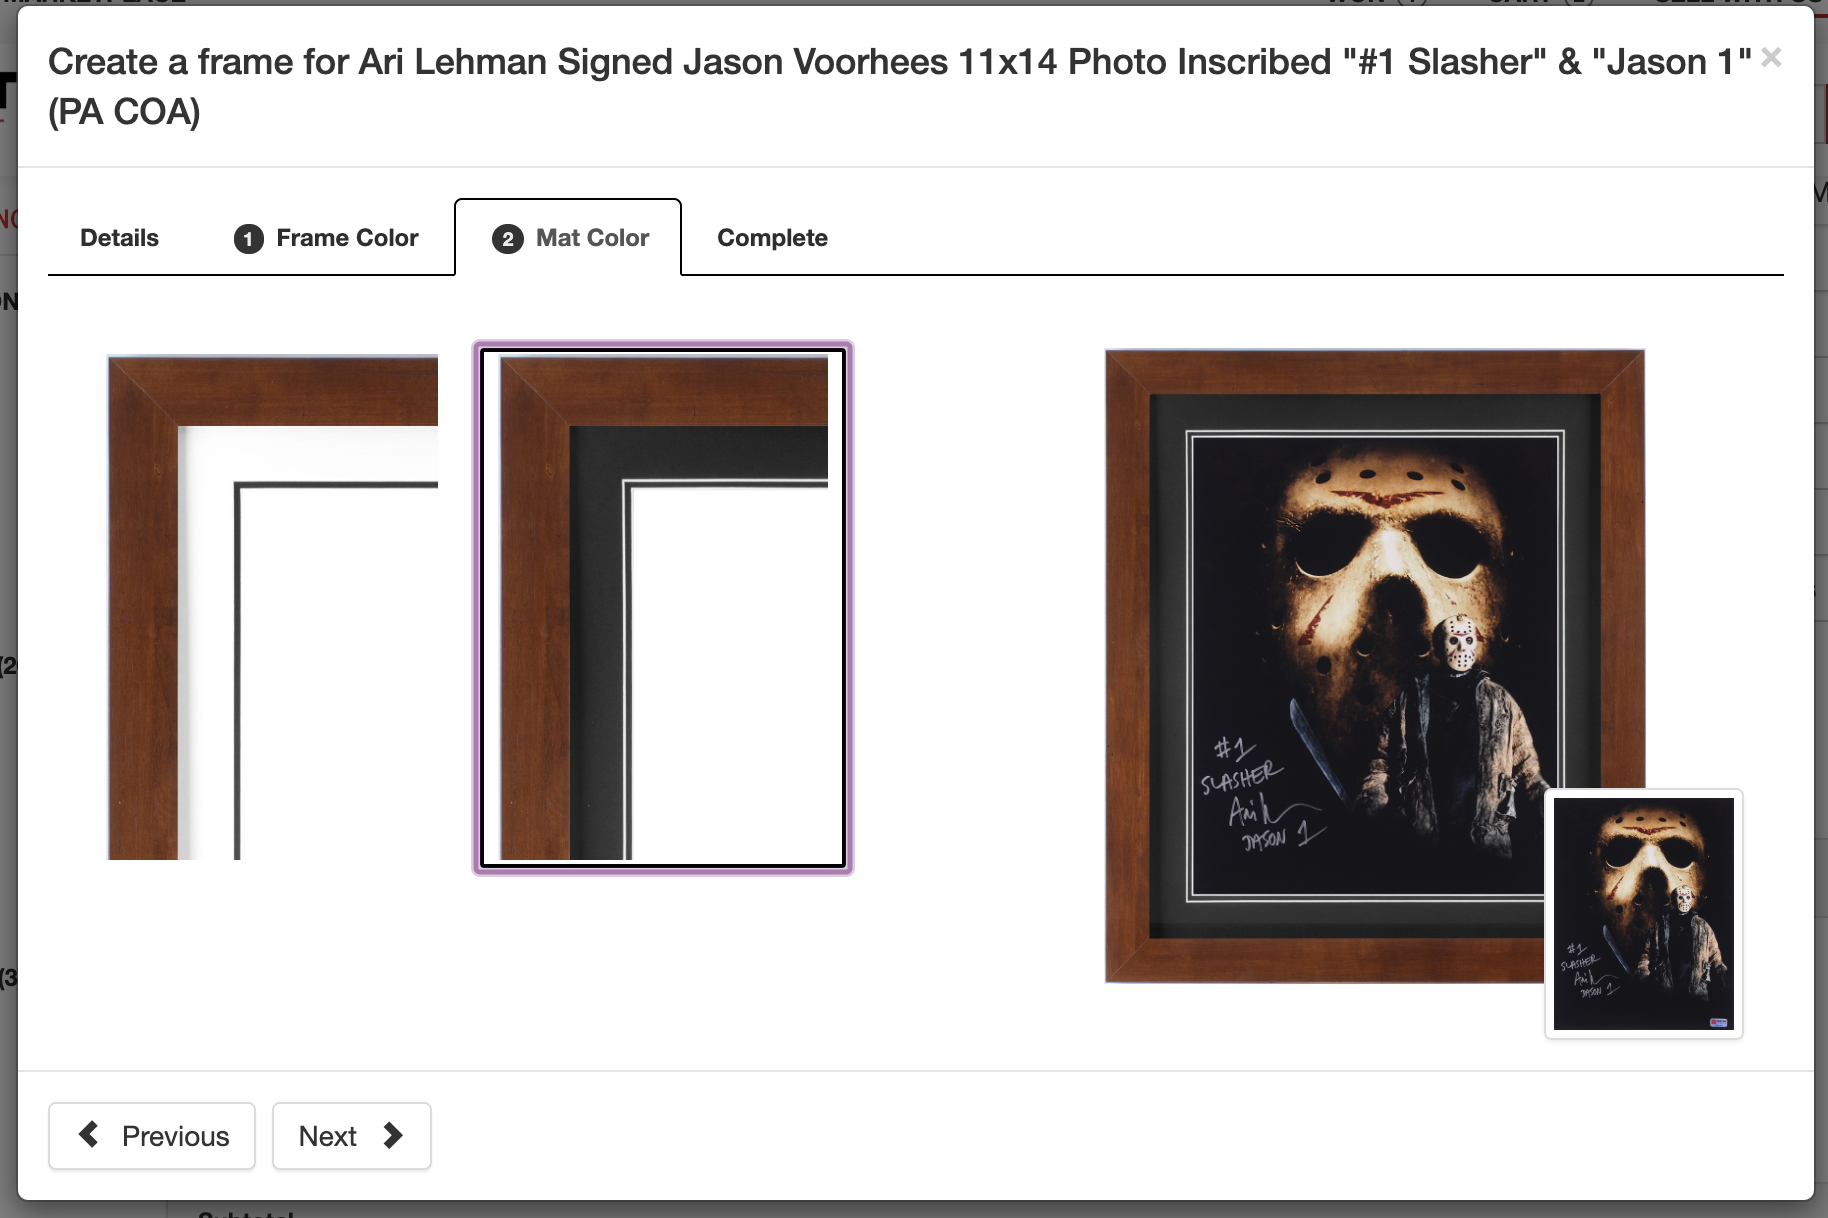 Create a frame for Ari Lehman Signed Jason Voorhees 11x14 Photo Inscribed "#1 Slasher" & "Jason 1"
(PA COA)
Details
1 Frame Color
2 Mat Color
Complete
#1
SLASHER
Ari L
JASON 1
#1
SLASHER
Ari L
JASON 1
Previous
Next